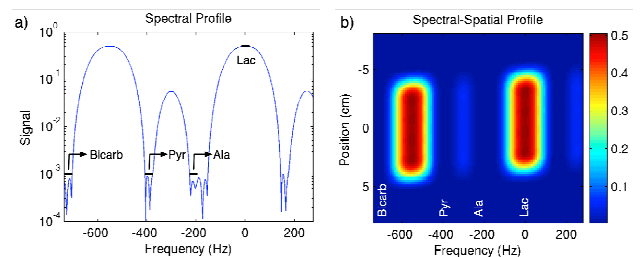 a)
Spectral Profile
10^0
10^-1
10^-2
10^-3
10^-4
Signal
Lac
BIcarb
Pyr
Ala
-600
-400
-200
0
200
Frequency (Hz)
b)
Spectral-Spatial Profile
-5
0
5
Position (cm)
Bicarb
Pyr
Ala
Lac
-600
-400
-200
0
200
Frequency (Hz)
0.5
0.4
0.3
0.2
0.1